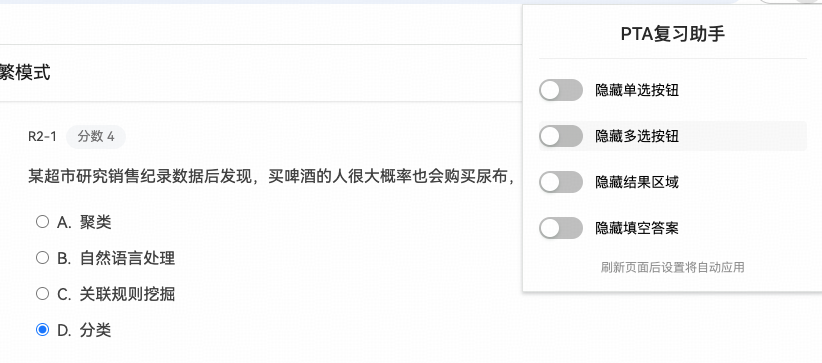 繁模式
R2-1 分数 4
某超市研究销售纪录数据后发现，买啤酒的人很大概率也会购买尿布，
A. 聚类
B. 自然语言处理
C. 关联规则挖掘
D. 分类
PTA复习助手
隐藏单选按钮
隐藏多选按钮
隐藏结果区域
隐藏填空答案
刷新页面后设置将自动应用